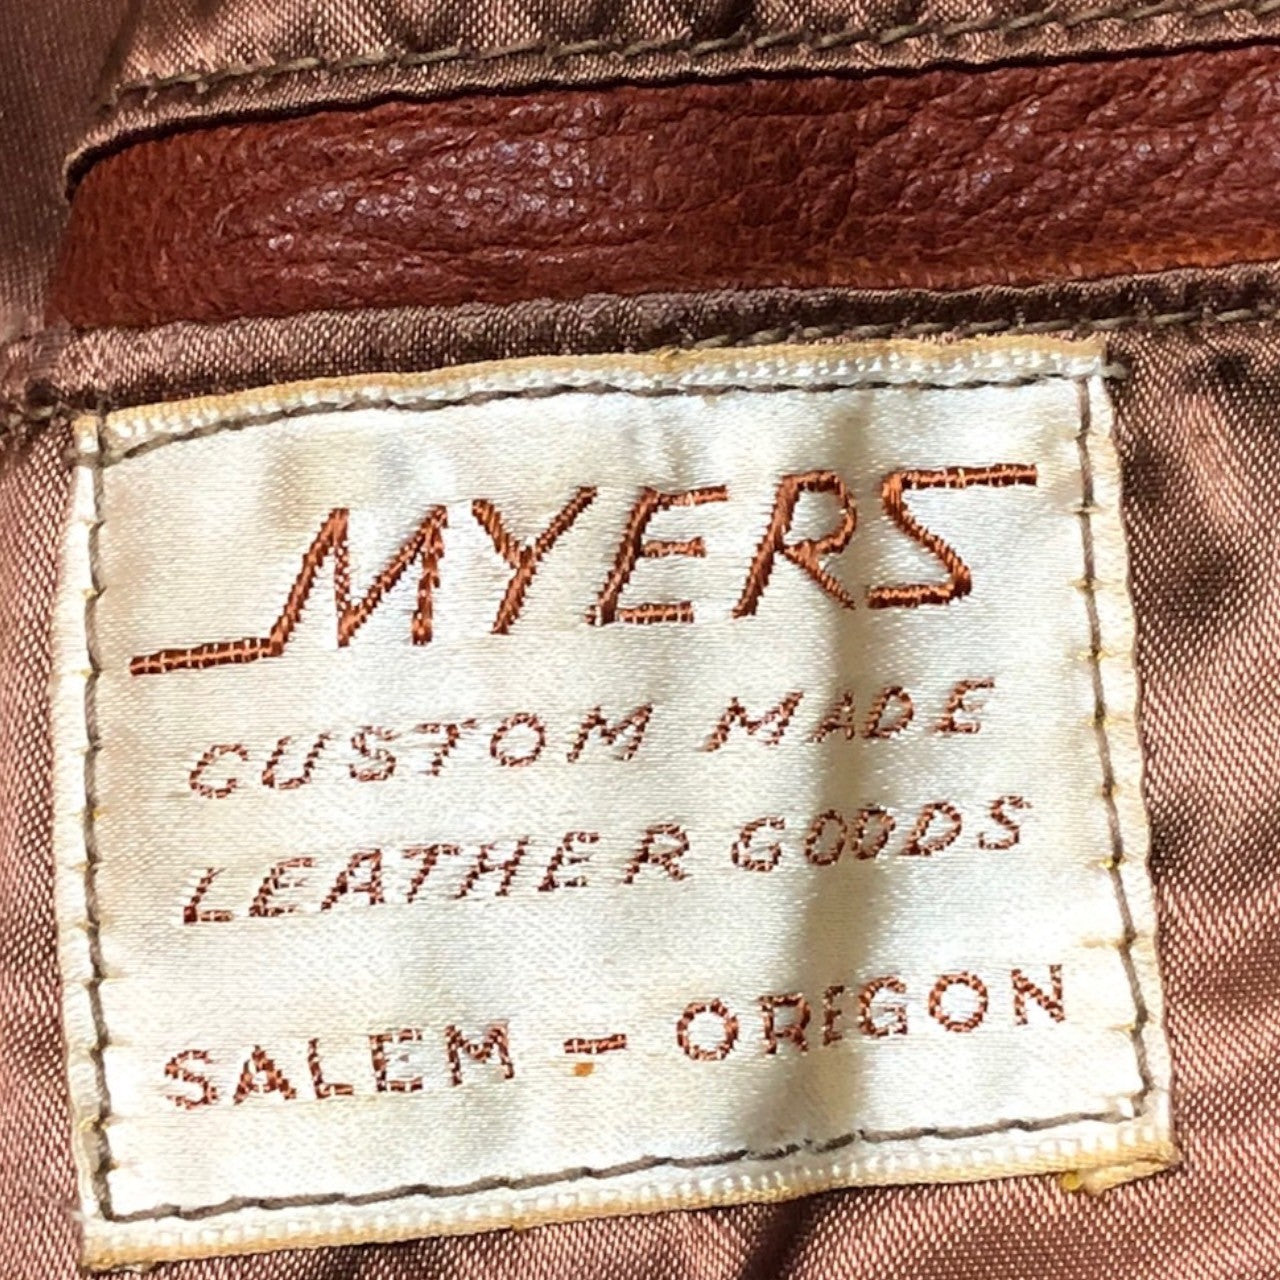 MYERS
CUSTOM MADE
LEATHER GOODS
SALEM - OREGON